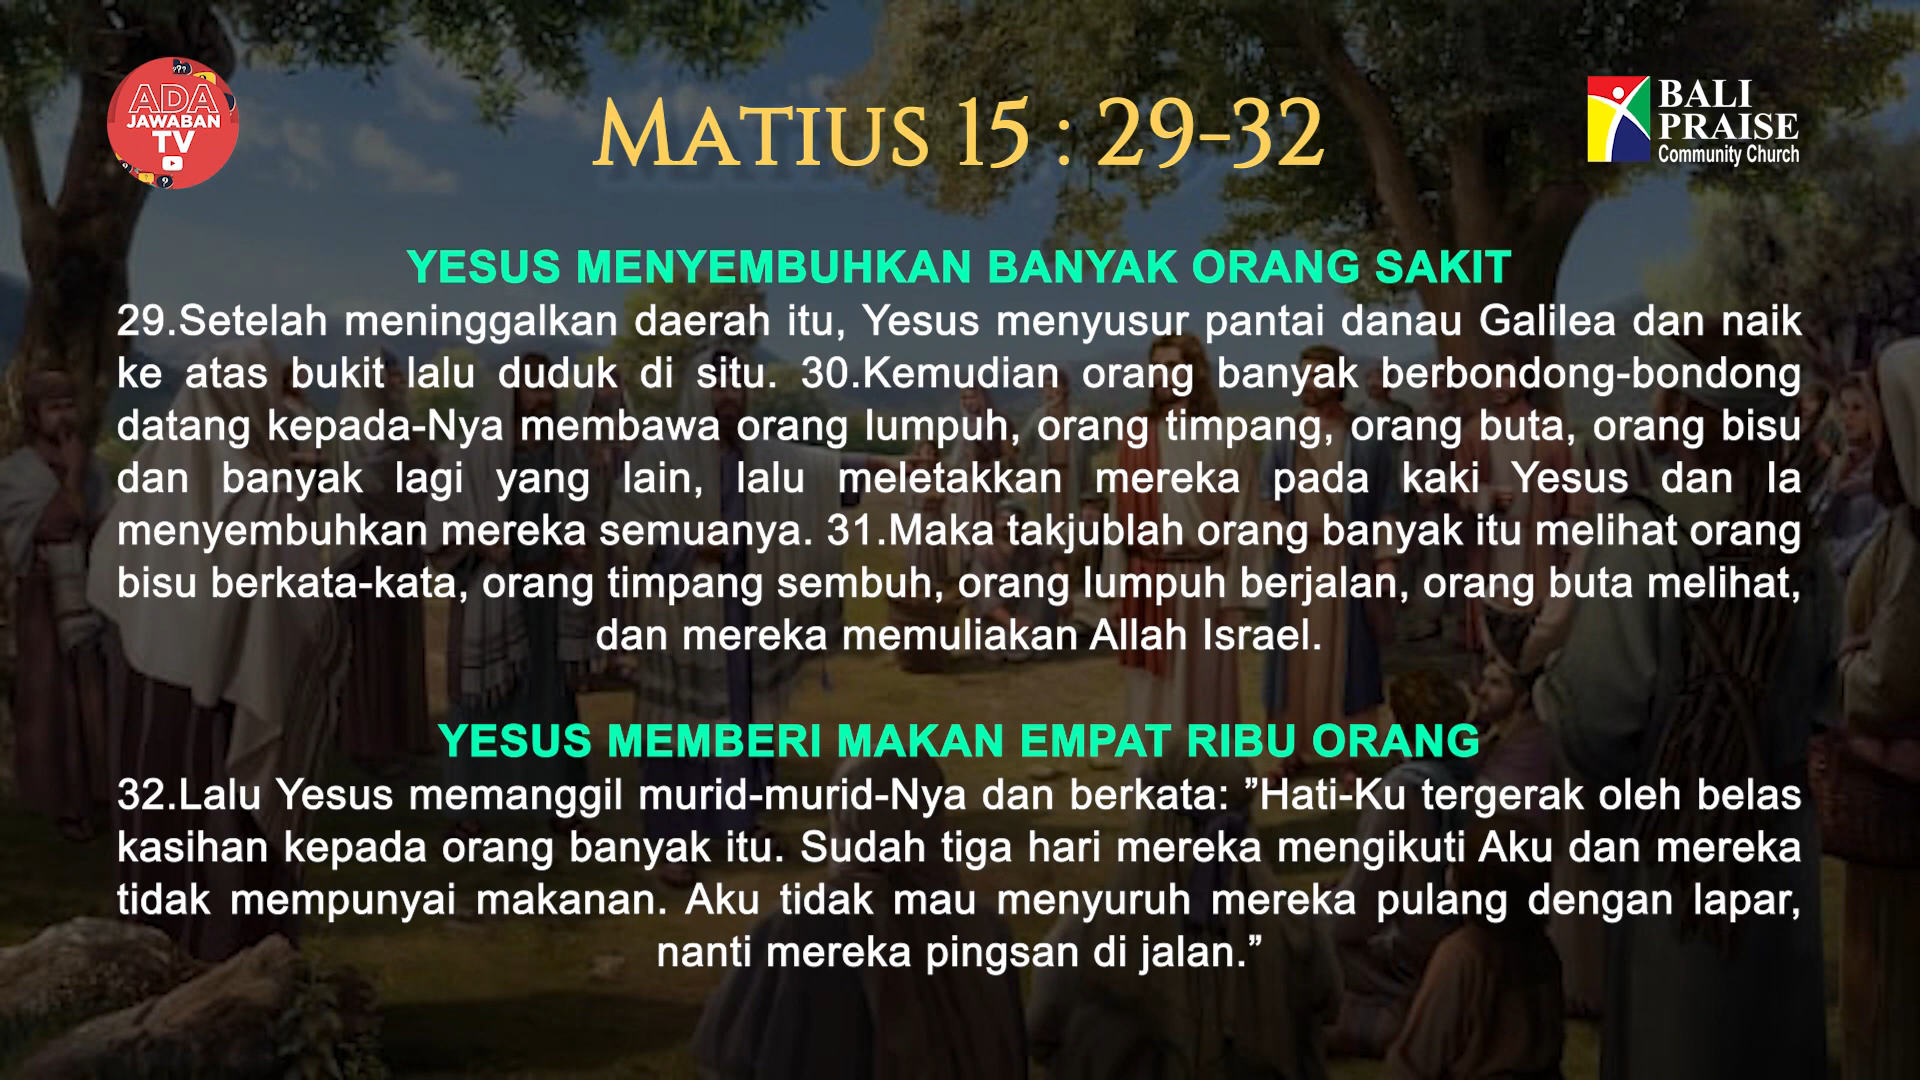 ADA
JAWABAN
TV
MATIUS 15 : 29-32
BALI
PRAISE
Community Church
YESUS MENYEMBUHKAN BANYAK ORANG SAKIT
29.Setelah meninggalkan daerah itu, Yesus menyusur pantai danau Galilea dan naik
ke atas bukit lalu duduk di situ. 30.Kemudian orang banyak berbondong-bondong
datang kepada-Nya membawa orang lumpuh, orang timpang, orang buta, orang bisu
dan banyak lagi yang lain, lalu meletakkan mereka pada kaki Yesus dan Ia
menyembuhkan mereka semuanya. 31.Maka takjublah orang banyak itu melihat orang
bisu berkata-kata, orang timpang sembuh, orang lumpuh berjalan, orang buta melihat,
dan mereka memuliakan Allah Israel.
YESUS MEMBERI MAKAN EMPAT RIBU ORANG
32.Lalu Yesus memanggil murid-murid-Nya dan berkata: ”Hati-Ku tergerak oleh belas
kasihan kepada orang banyak itu. Sudah tiga hari mereka mengikuti Aku dan mereka
tidak mempunyai makanan. Aku tidak mau menyuruh mereka pulang dengan lapar,
nanti mereka pingsan di jalan.”